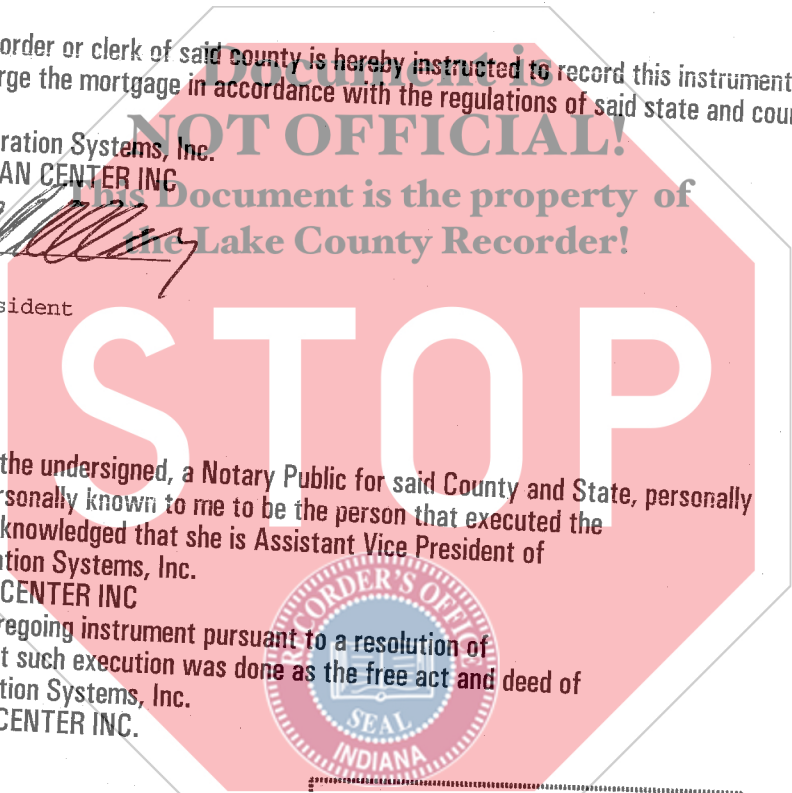 order or clerk of said county is hereby instructed to record this instrument
rge the mortgage in accordance with the regulations of said state and cou
Document is
NOT OFFICIAL!
ration Systems, Inc.
AN CENTER INC
This Document is the property of
the Lake County Recorder!
sident
STOP
the undersigned, a Notary Public for said County and State, personally
rsonally known to me to be the person that executed the
knowledged that she is Assistant Vice President of
tion Systems, Inc.
CENTER INC
regoing instrument pursuant to a resolution of
t such execution was done as the free act and deed of
tion Systems, Inc.
CENTER INC.
RECORDER'S OFFICE
SEAL
INDIANA